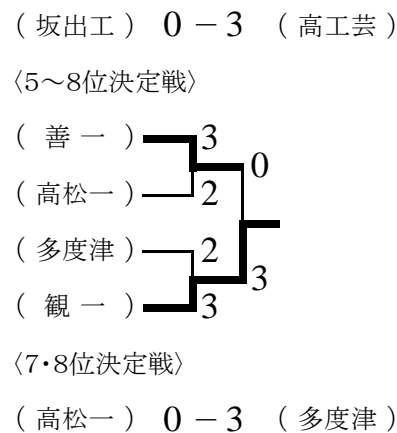 ( 坂出工 ) 0 − 3 ( 高工芸 )
〈5～8位決定戦〉
( 善一 ) 3
0
( 高松一 ) 2
( 多度津 ) 2
3
( 観一 ) 3
〈7・8位決定戦〉
( 高松一 ) 0 − 3 ( 多度津 )